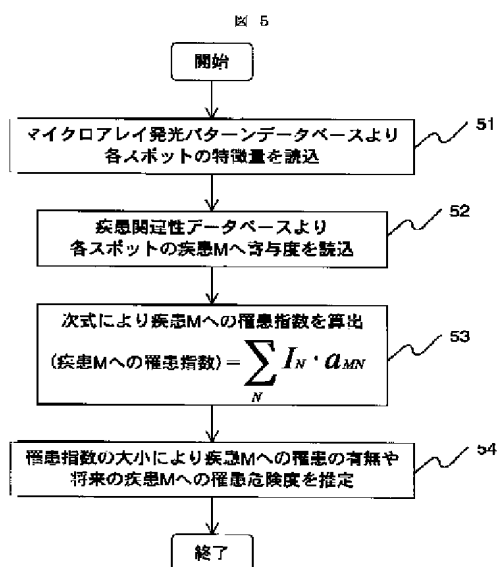 図 5
開始
マイクロアレイ発光パターンデータベースより
各スポットの特徴量を読込
51
疾患関連性データベースより
各スポットの疾患Mへ寄与度を読込
52
次式により疾患Mへの罹患指数を算出
(疾患Mへの罹患指数)=∑_N I_N · a_MN
53
罹患指数の大小により疾患Mへの罹患の有無や
将来の疾患Mへの罹患危険度を推定
54
終了